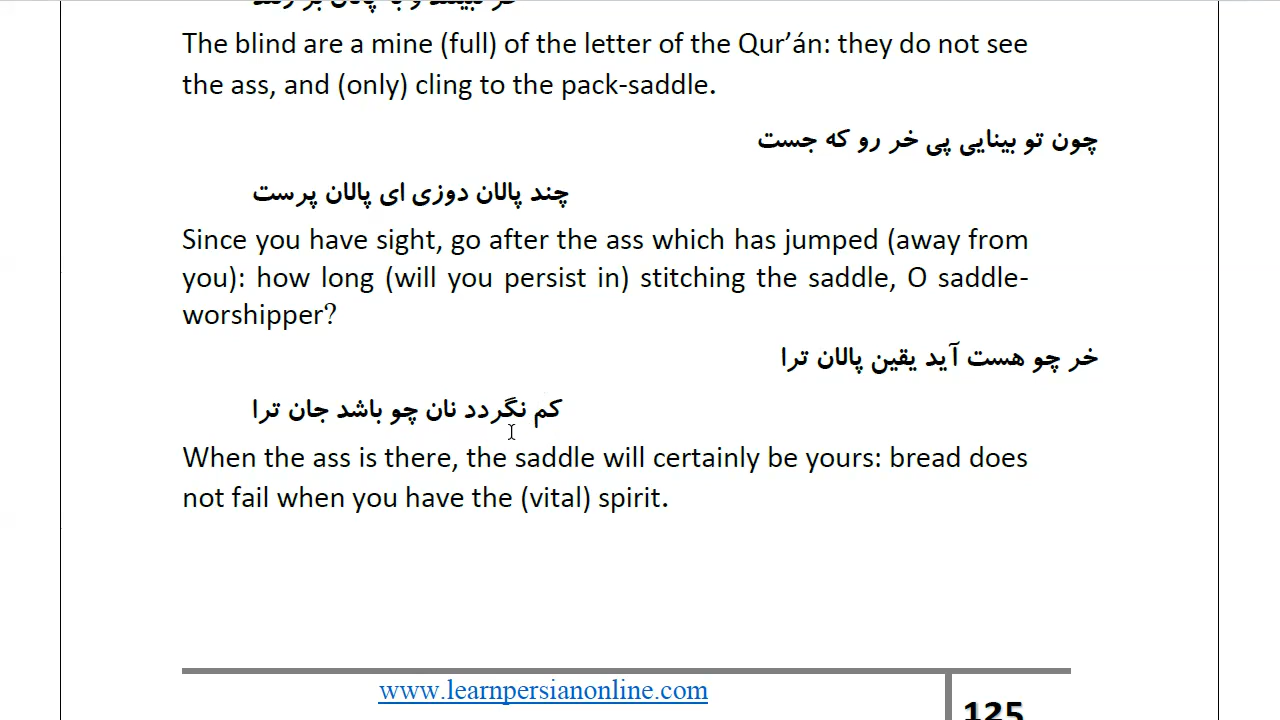 The blind are a mine (full) of the letter of the Qur’án: they do not see
the ass, and (only) cling to the pack-saddle.
چون تو بینایی پی خر رو که جست
چند پالان دوزی ای پالان پرست
Since you have sight, go after the ass which has jumped (away from
you): how long (will you persist in) stitching the saddle, O saddle-
worshipper?
خر چو هست آید یقین پالان ترا
کم نگردد نان چو باشد جان ترا
When the ass is there, the saddle will certainly be yours: bread does
not fail when you have the (vital) spirit.
www.learnpersianonline.com
125